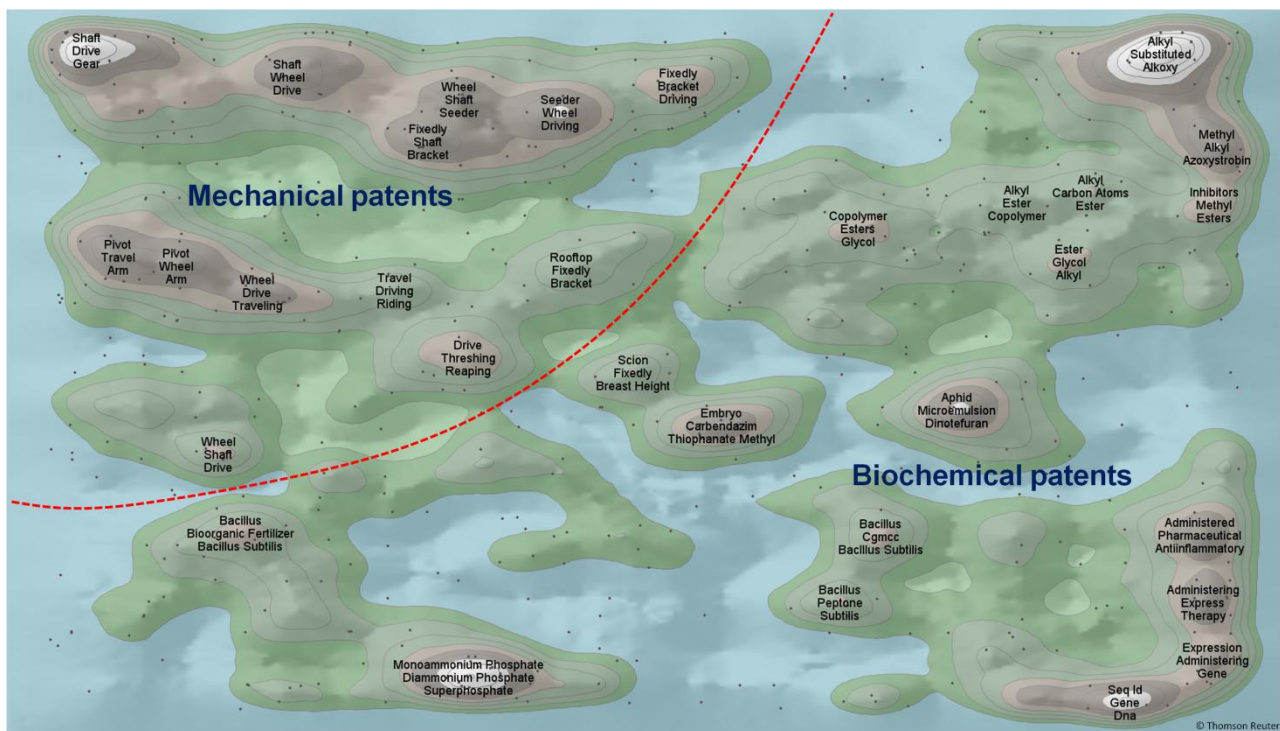 Shaft
Drive
Gear
Shaft
Wheel
Drive
Wheel
Shaft
Seeder
Fixedly
Shaft
Bracket
Seeder
Wheel
Driving
Fixedly
Bracket
Driving
Alkyl
Substituted
Alkoxy
Methyl
Alkyl
Azoxystrobin
Mechanical patents
Alkyl
Ester
Copolymer
Alkyl
Carbon Atoms
Ester
Inhibitors
Methyl
Esters
Copolymer
Esters
Glycol
Ester
Glycol
Alkyl
Pivot
Travel
Arm
Pivot
Wheel
Arm
Wheel
Drive
Traveling
Travel
Driving
Riding
Rooftop
Fixedly
Bracket
Drive
Threshing
Reaping
Scion
Fixedly
Breast Height
Embryo
Carbendazim
Thiophanate Methyl
Aphid
Microemulsion
Dinotefuran
Wheel
Shaft
Drive
Biochemical patents
Bacillus
Bioorganic Fertilizer
Bacillus Subtilis
Bacillus
Cgmcc
Bacillus Subtilis
Administered
Pharmaceutical
Antiinflammatory
Bacillus
Peptone
Subtilis
Administering
Express
Therapy
Monoammonium Phosphate
Diammonium Phosphate
Superphosphate
Expression
Administering
Gene
Seq Id
Gene
Dna
© Thomson Reuter